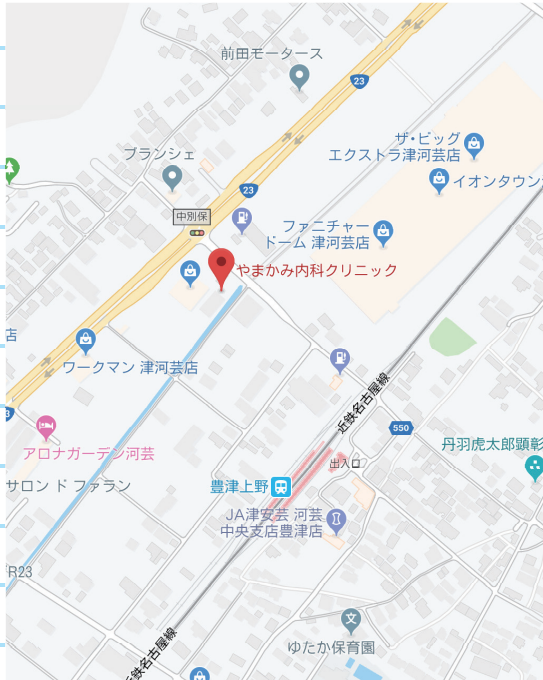 前田モータース
23
ザ・ビッグ
エクストラ津河芸店
ブランシェ
イオンタウン
23
中別保
ファニチャー
ドーム 津河芸店
やまかみ内科クリニック
店
ワークマン 津河芸店
近鉄名古屋線
3
550
アロナガーデン河芸
丹羽虎太郎顕彰
出入口
サロン ド ファラン
豊津上野
JA津安芸 河芸
中央支店豊津店
R23
文
ゆたか保育園
近鉄名古屋線